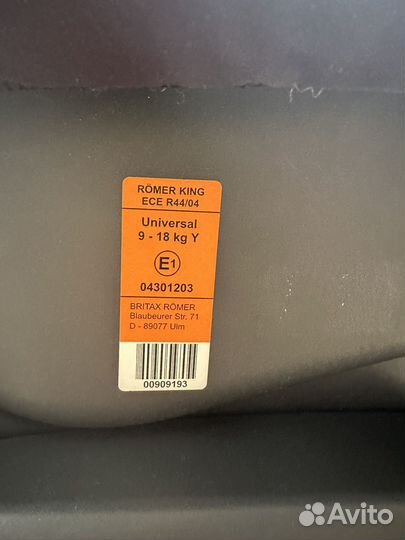 RÖMER KING
ECE R44/04
Universal
9 - 18 kg Y
E1
04301203
BRITAX RÖMER
Blaubeurer Str. 71
D - 89077 Ulm
00909193
Avito